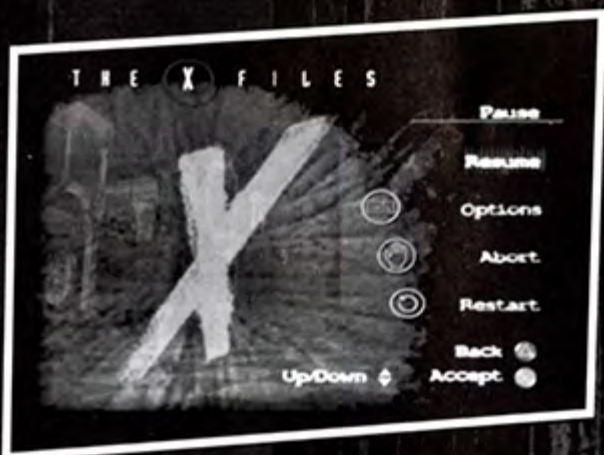 THE X FILES
Pause
Resume
Options
Abort
Restart
Back
Up/Down Accept